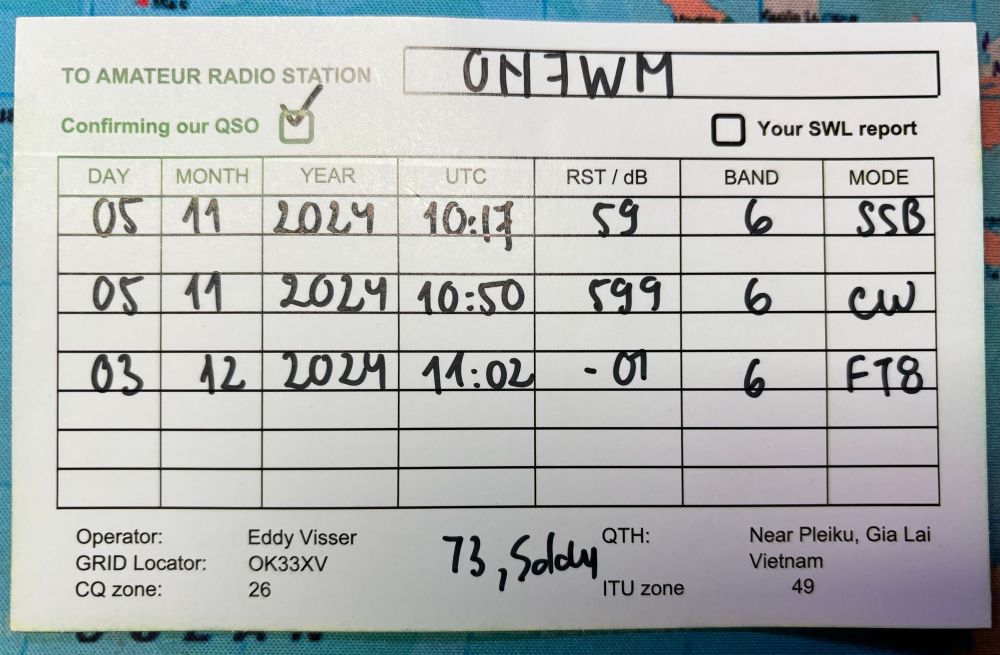 TO AMATEUR RADIO STATION OM7WM
Confirming our QSO Your SWL report
DAY MONTH YEAR UTC RST / dB BAND MODE
05 11 2024 10:17 59 6 SSB
05 11 2024 10:50 599 6 CW
03 12 2024 11:02 - 01 6 FT8
Operator: Eddy Visser 73, Eddy QTH: Near Pleiku, Gia Lai
GRID Locator: OK33XV Vietnam
CQ zone: 26 ITU zone 49